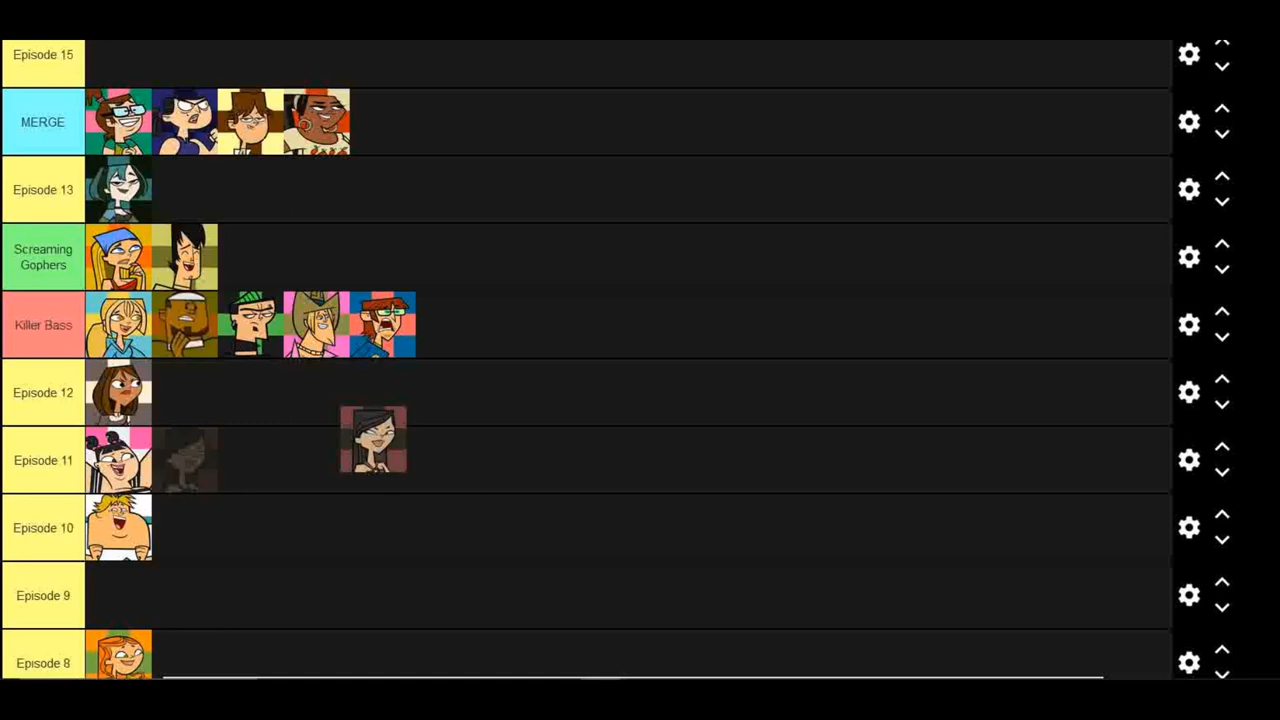 Episode 15
MERGE
Episode 13
Screaming
Gophers
Killer Bass
Episode 12
Episode 11
Episode 10
Episode 9
Episode 8